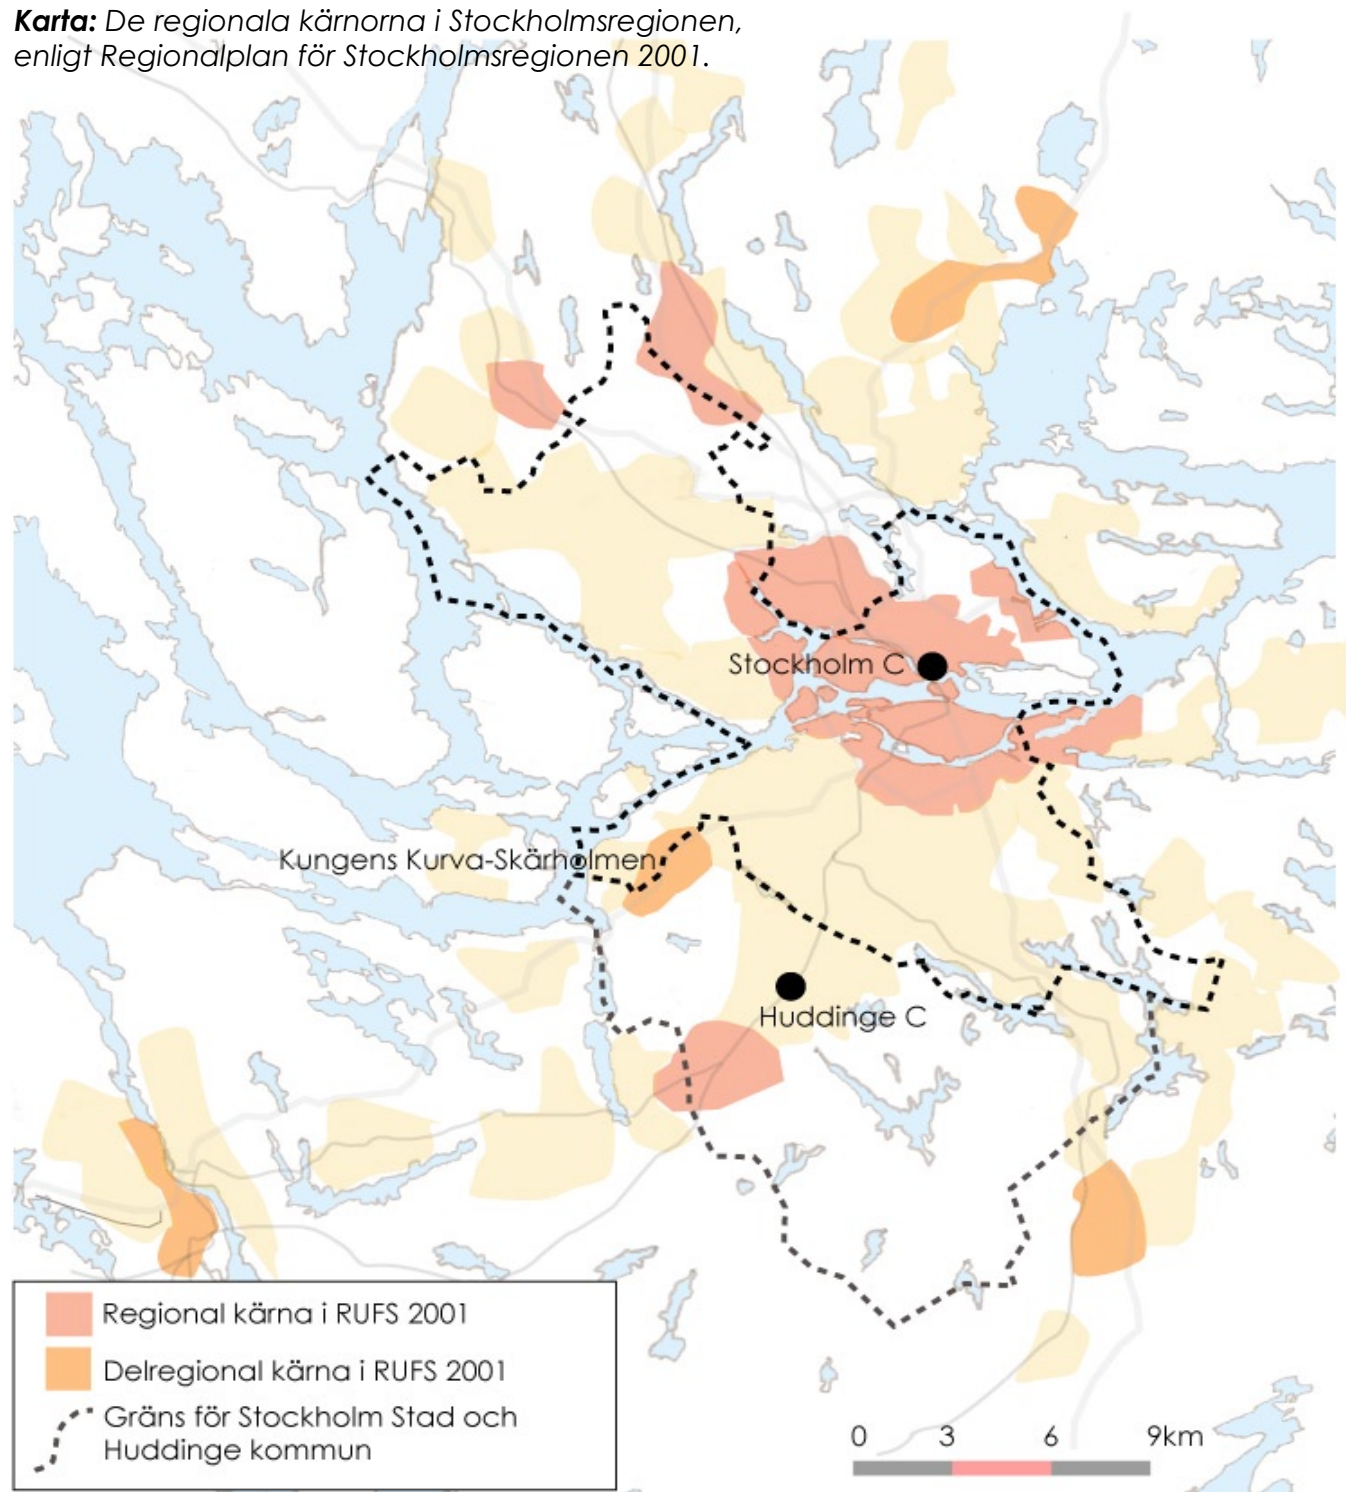 Karta: De regionala kärnorna i Stockholmsregionen,
enligt Regionalplan för Stockholmsregionen 2001.
Stockholm C
Kungens Kurva-Skärholmen
Huddinge C
Regional kärna i RUFS 2001
Delregional kärna i RUFS 2001
Gräns för Stockholm Stad och
Huddinge kommun
0 3 6 9km